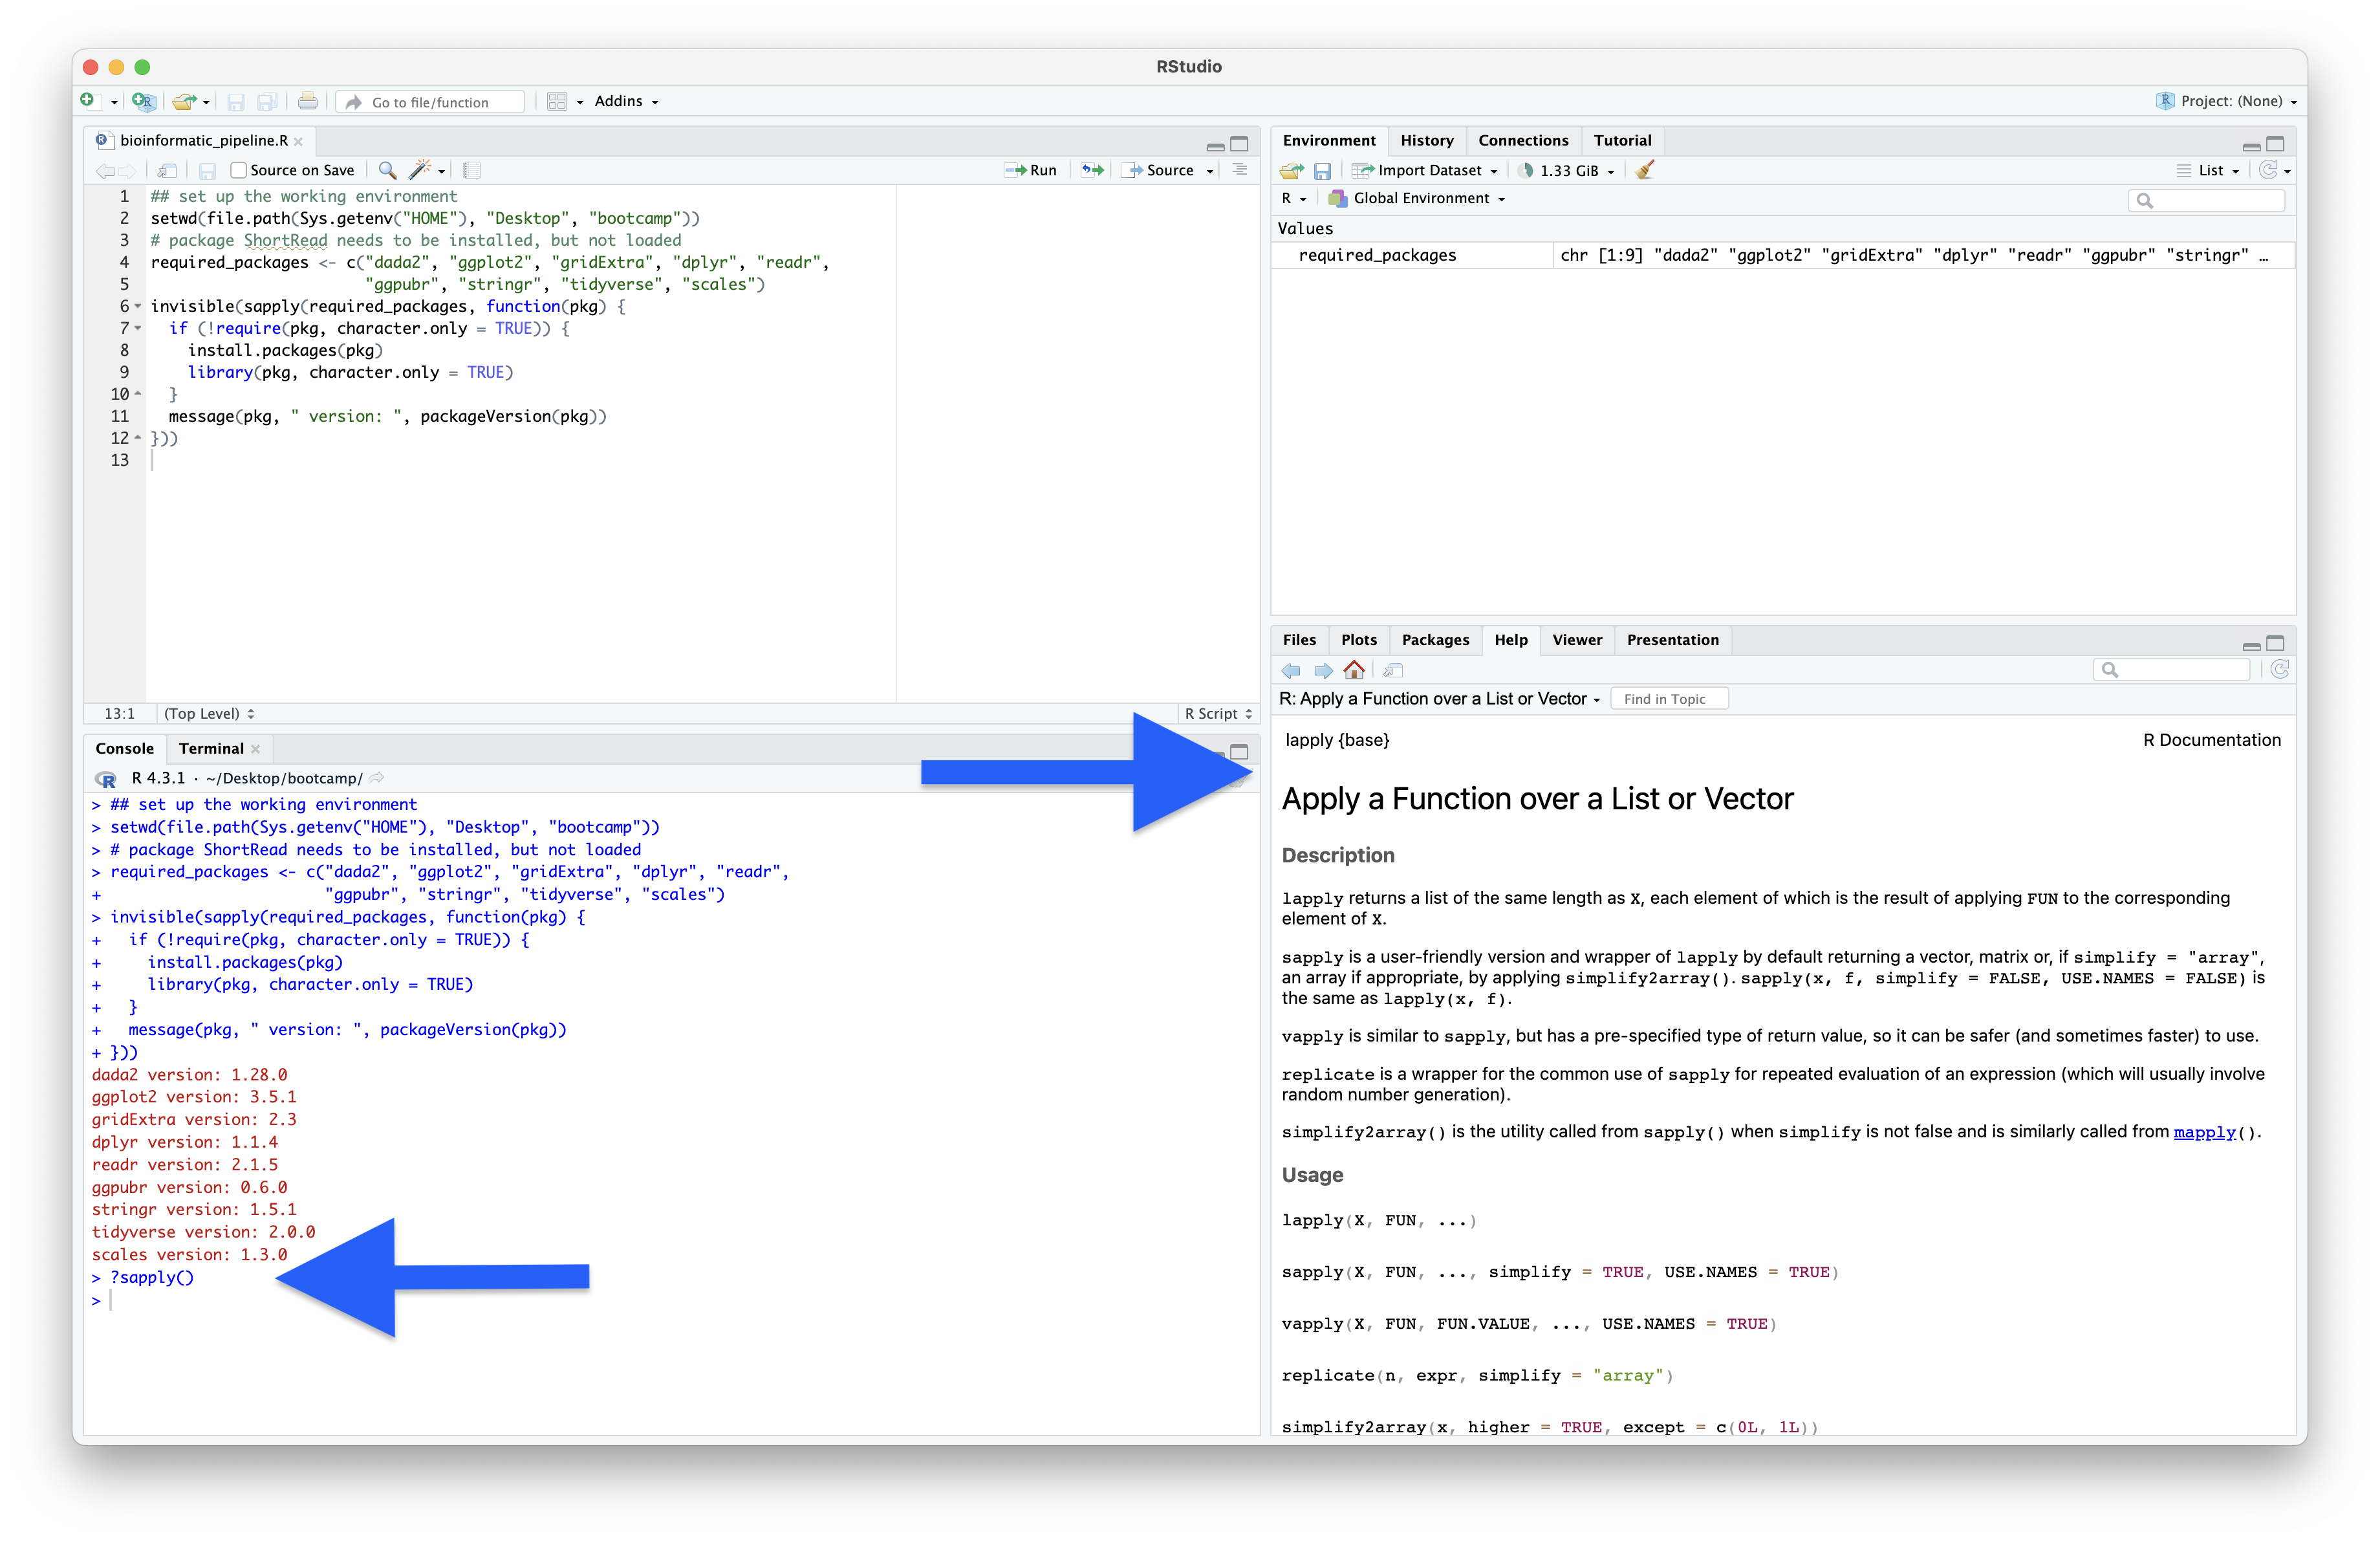 RStudio
Go to file/function
Addins
Project: (None)
bioinformatic_pipeline.R
Source on Save
Run
Source
1 ## set up the working environment
2 setwd(file.path(Sys.getenv("HOME"), "Desktop", "bootcamp"))
3 # package ShortRead needs to be installed, but not loaded
4 required_packages <- c("dada2", "ggplot2", "gridExtra", "dplyr", "readr",
5 "ggpubr", "stringr", "tidyverse", "scales")
6 invisible(sapply(required_packages, function(pkg) {
7 if (!require(pkg, character.only = TRUE)) {
8 install.packages(pkg)
9 library(pkg, character.only = TRUE)
10 }
11 message(pkg, " version: ", packageVersion(pkg))
12 }))
13
13:1 (Top Level) R Script
Console Terminal
R 4.3.1 · ~/Desktop/bootcamp/
> ## set up the working environment
> setwd(file.path(Sys.getenv("HOME"), "Desktop", "bootcamp"))
> # package ShortRead needs to be installed, but not loaded
> required_packages <- c("dada2", "ggplot2", "gridExtra", "dplyr", "readr",
+ "ggpubr", "stringr", "tidyverse", "scales")
> invisible(sapply(required_packages, function(pkg) {
+ if (!require(pkg, character.only = TRUE)) {
+ install.packages(pkg)
+ library(pkg, character.only = TRUE)
+ }
+ message(pkg, " version: ", packageVersion(pkg))
+ }))
dada2 version: 1.28.0
ggplot2 version: 3.5.1
gridExtra version: 2.3
dplyr version: 1.1.4
readr version: 2.1.5
ggpubr version: 0.6.0
stringr version: 1.5.1
tidyverse version: 2.0.0
scales version: 1.3.0
> ?sapply()
>
Environment History Connections Tutorial
Import Dataset 1.33 GiB List
R Global Environment
Values
required_packages chr [1:9] "dada2" "ggplot2" "gridExtra" "dplyr" "readr" "ggpubr" "stringr" …
Files Plots Packages Help Viewer Presentation
R: Apply a Function over a List or Vector Find in Topic
lapply {base} R Documentation
Apply a Function over a List or Vector
Description
lapply returns a list of the same length as X, each element of which is the result of applying FUN to the corresponding
element of X.
sapply is a user-friendly version and wrapper of lapply by default returning a vector, matrix or, if simplify = "array",
an array if appropriate, by applying simplify2array(). sapply(x, f, simplify = FALSE, USE.NAMES = FALSE) is
the same as lapply(x, f).
vapply is similar to sapply, but has a pre-specified type of return value, so it can be safer (and sometimes faster) to use.
replicate is a wrapper for the common use of sapply for repeated evaluation of an expression (which will usually involve
random number generation).
simplify2array() is the utility called from sapply() when simplify is not false and is similarly called from mapply().
Usage
lapply(X, FUN, ...)
sapply(X, FUN, ..., simplify = TRUE, USE.NAMES = TRUE)
vapply(X, FUN, FUN.VALUE, ..., USE.NAMES = TRUE)
replicate(n, expr, simplify = "array")
simplify2array(x, higher = TRUE, except = c(0L, 1L))